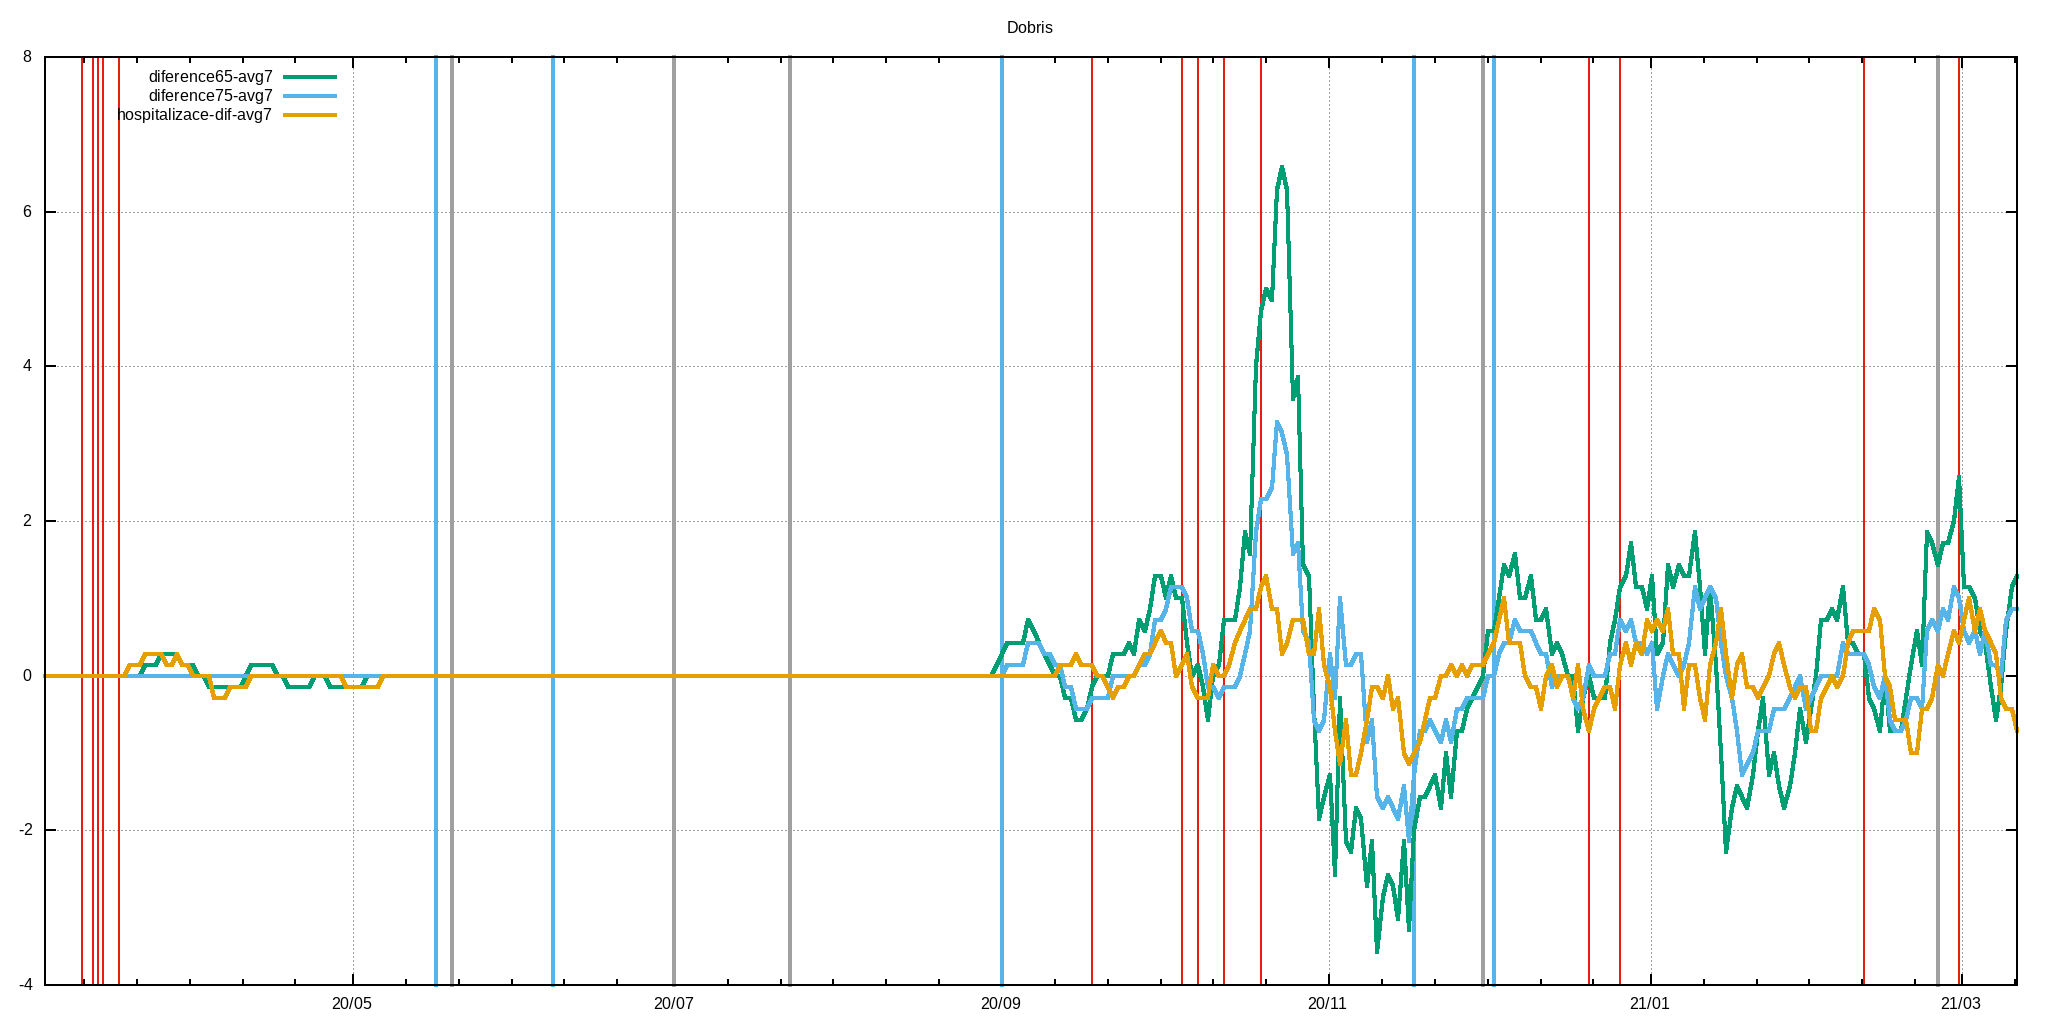 Dobris
8
diference65-avg7
diference75-avg7
hospitalizace-dif-avg7
6
4
2
0
-2
-4
20/05 20/07 20/09 20/11 21/01 21/03